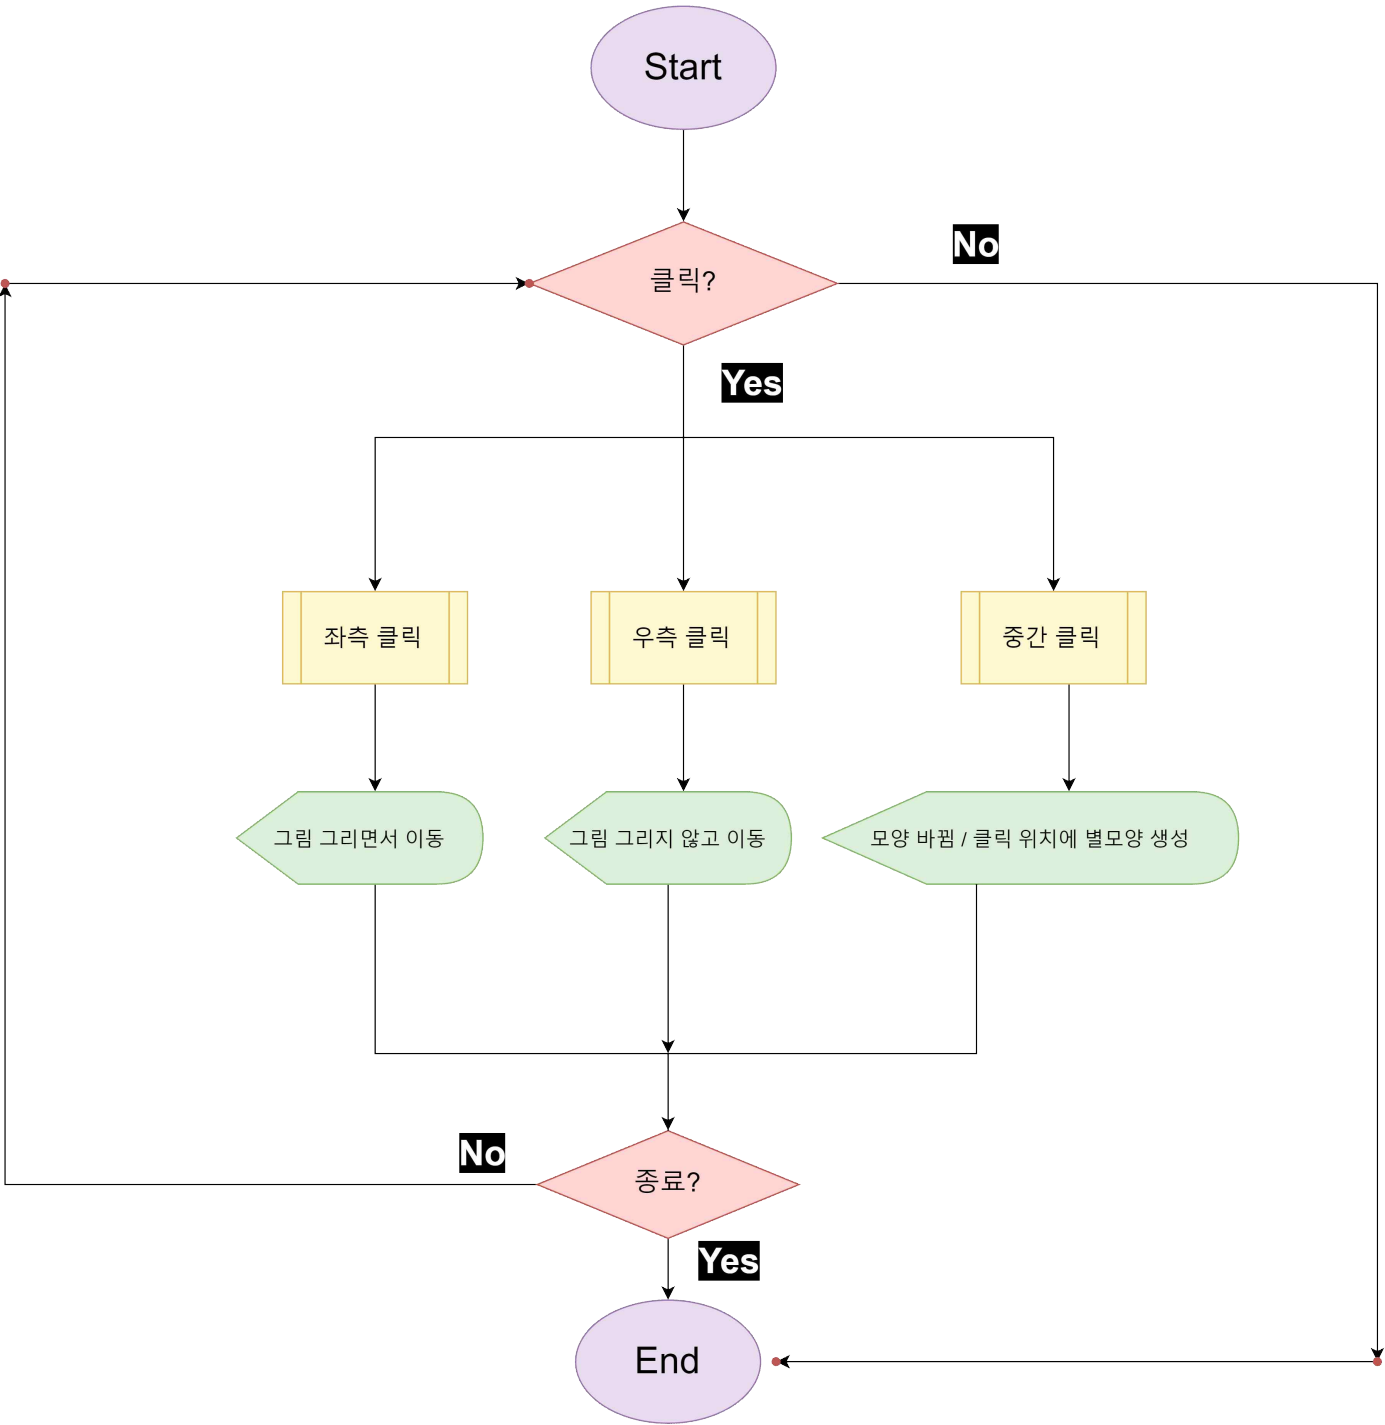 Start
클릭?
No
Yes
좌측 클릭
우측 클릭
중간 클릭
그림 그리면서 이동
그림 그리지 않고 이동
모양 바뀜 / 클릭 위치에 별모양 생성
No
종료?
Yes
End